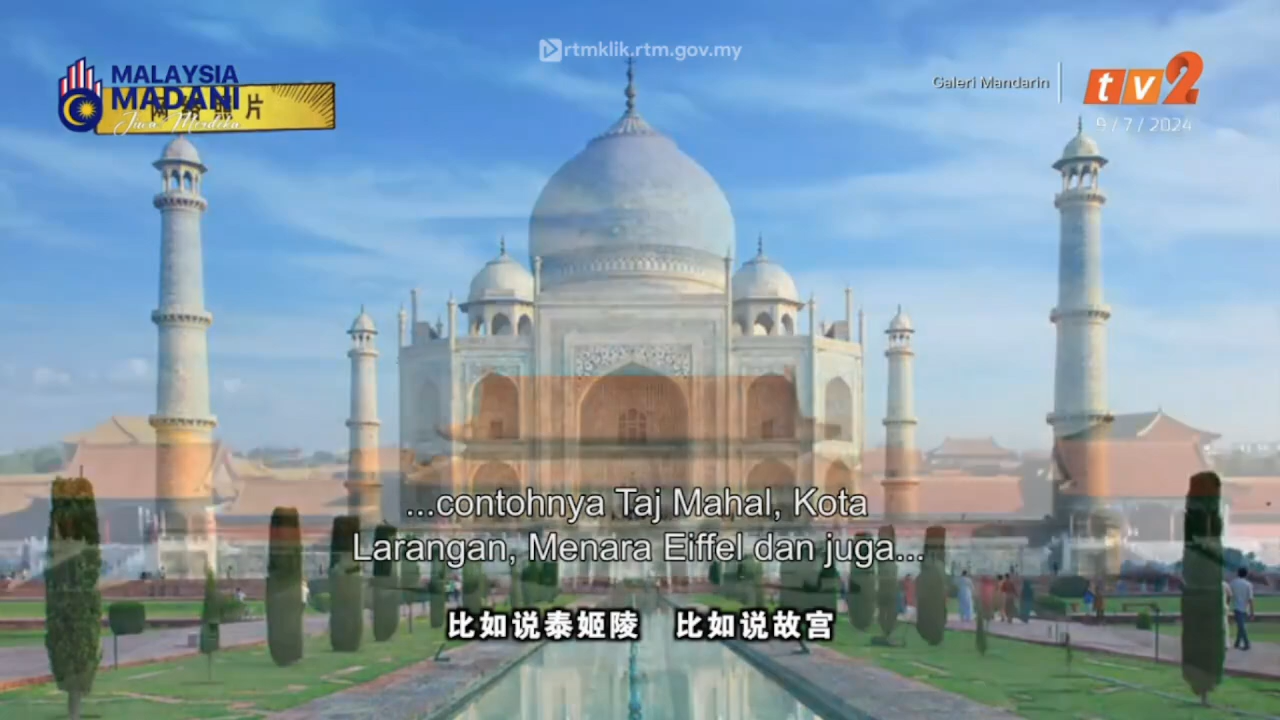 rtmklik.rtm.gov.my
MALAYSIA
MADANI
Galeri Mandarin
tv2
9/7/2024
...contohnya Taj Mahal, Kota
Larangan, Menara Eiffel dan juga...
比如说泰姬陵 比如说故宫